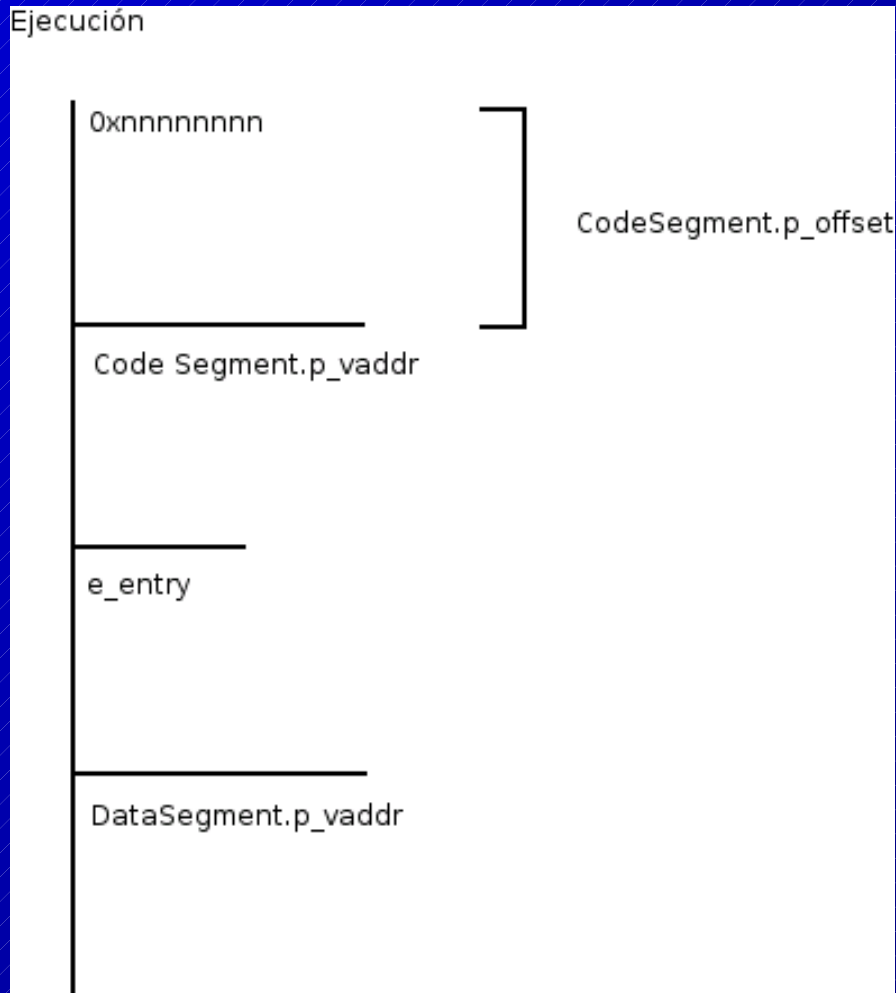 Ejecución
0xnnnnnnnn
CodeSegment.p_offset
Code Segment.p_vaddr
e_entry
DataSegment.p_vaddr